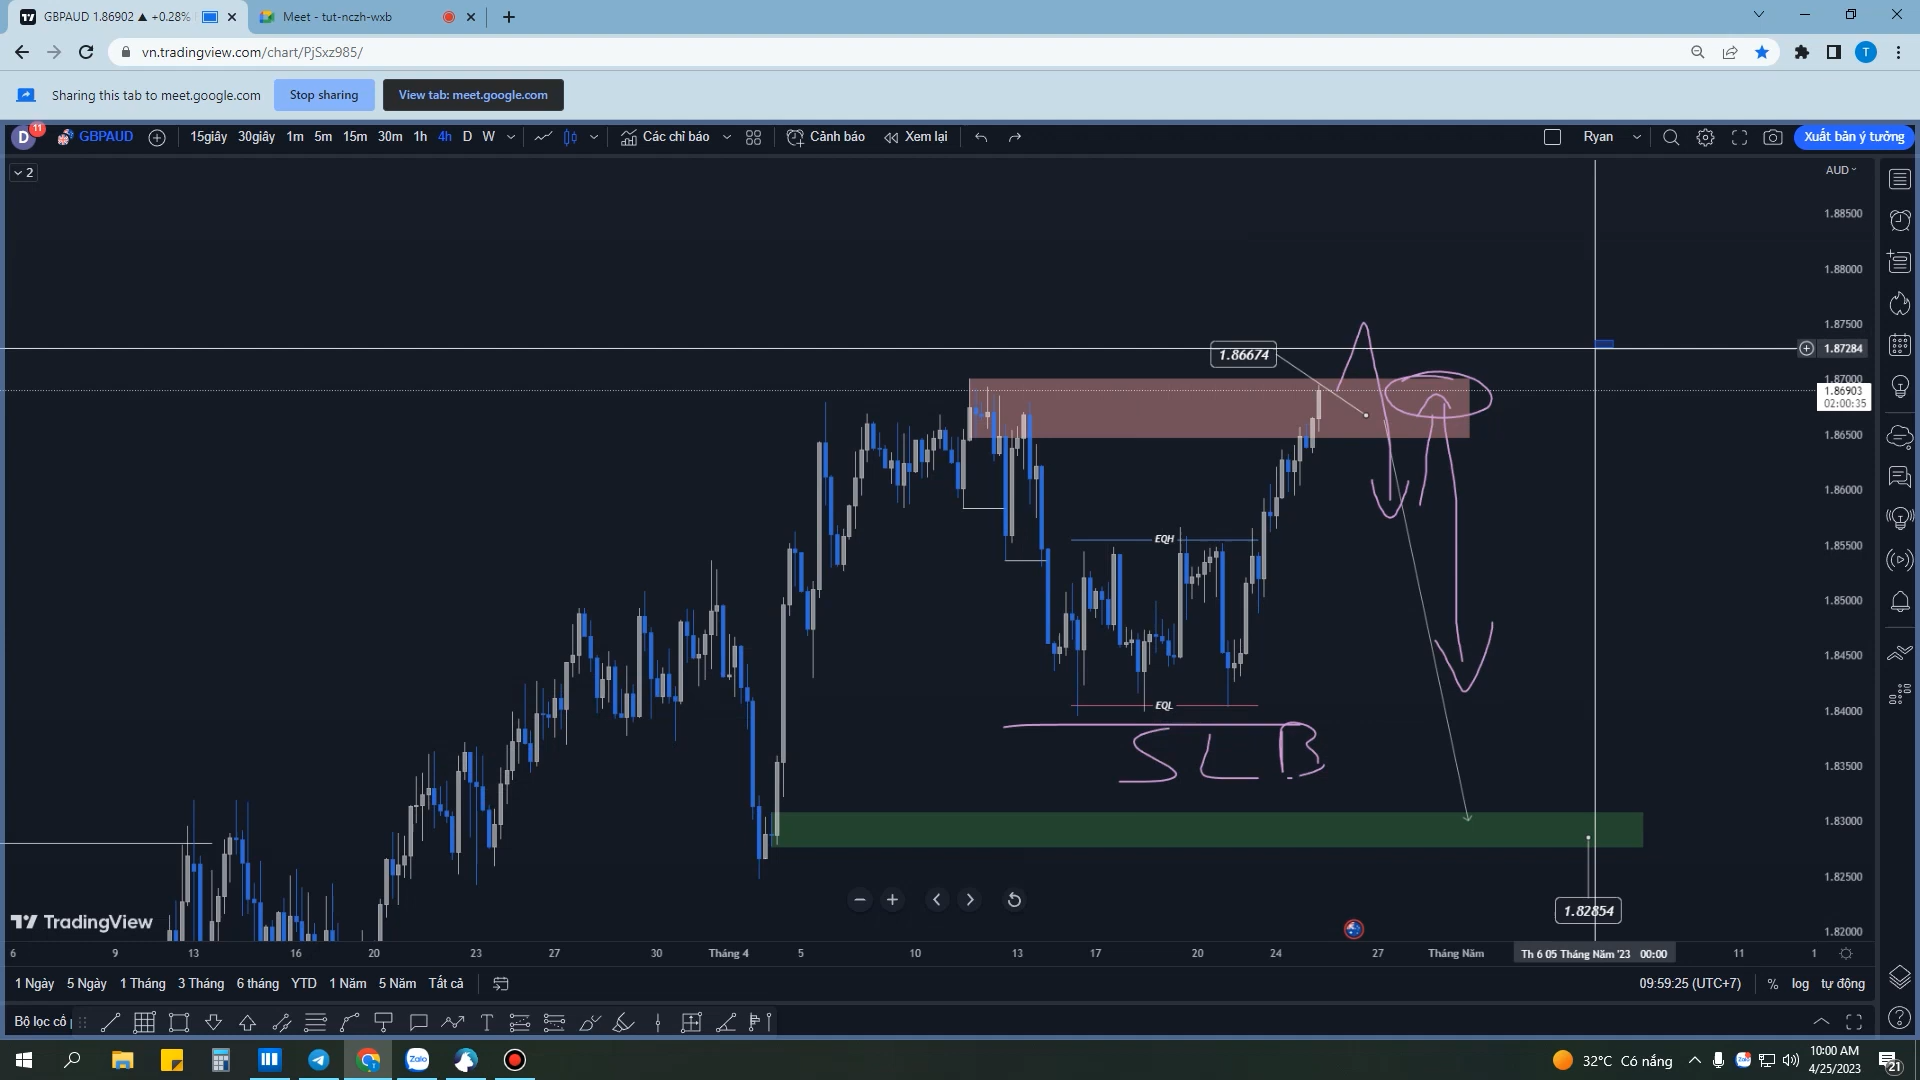 GBPAUD 1.86902 ▲ +0.28%
Meet - tut-nczh-wxb
vn.tradingview.com/chart/PjSxz985/
T
Sharing this tab to meet.google.com
Stop sharing
View tab: meet.google.com
D
11
GBPAUD
15giây 30giây 1m 5m 15m 30m 1h 4h D W
Các chỉ báo
Cảnh báo
Xem lại
Ryan
Xuất bản ý tưởng
2
AUD
1.88500
1.88000
1.87500
1.87284
1.87000
1.86903
02:00:35
1.86500
1.86000
1.85500
1.85000
1.84500
1.84000
1.83500
1.83000
1.82500
1.82000
1.86674
EQH
EQL
SLB
1.82854
TradingView
6 9 13 16 20 23 27 30 Tháng 4 5 10 13 17 20 24 27 Tháng Năm Th 6 05 Tháng Năm '23 00:00 11 1
1 Ngày 5 Ngày 1 Tháng 3 Tháng 6 tháng YTD 1 Năm 5 Năm Tất cả
09:59:25 (UTC+7) % log tự động
Bộ lọc cổ
Zalo
32°C Có nắng
10:00 AM
4/25/2023
21